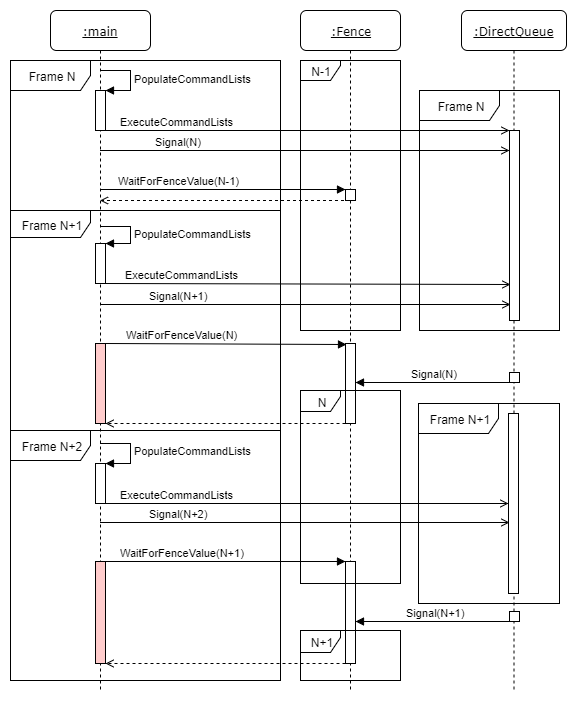 :main
:Fence
:DirectQueue
Frame N
PopulateCommandLists
N-1
Frame N
ExecuteCommandLists
Signal(N)
WaitForFenceValue(N-1)
Frame N+1
PopulateCommandLists
ExecuteCommandLists
Signal(N+1)
WaitForFenceValue(N)
Signal(N)
N
Frame N+1
Frame N+2
PopulateCommandLists
ExecuteCommandLists
Signal(N+2)
WaitForFenceValue(N+1)
Signal(N+1)
N+1